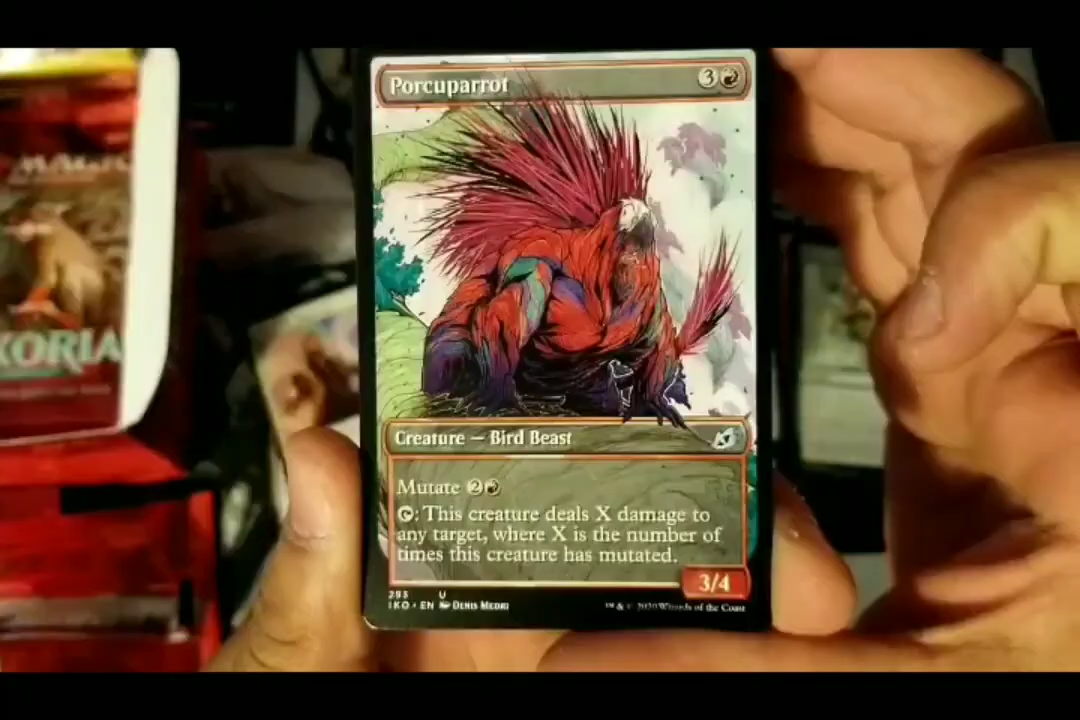 MAGIC
KORIA
Porcuparrot 3
Creature — Bird Beast
Mutate 2
: This creature deals X damage to
any target, where X is the number of
times this creature has mutated.
3/4
293 U
IKO • EN Denis Medri
™ & © 2020 Wizards of the Coast